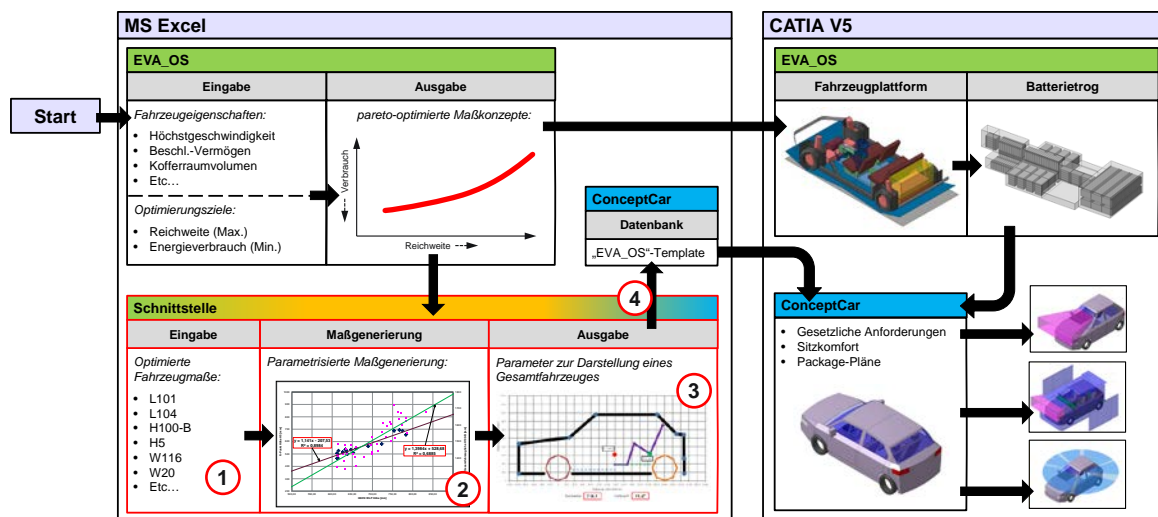 MS Excel
CATIA V5
EVA_OS
EVA_OS
Eingabe
Ausgabe
Fahrzeugplattform
Batterietrog
Start
Fahrzeugeigenschaften:
• Höchstgeschwindigkeit
• Beschl.-Vermögen
• Kofferraumvolumen
• Etc…
Optimierungsziele:
• Reichweite (Max.)
• Energieverbrauch (Min.)
pareto-optimierte Maßkonzepte:
Verbrauch
Reichweite
ConceptCar
Datenbank
„EVA_OS“-Template
4
Schnittstelle
Eingabe
Maßgenerierung
Ausgabe
Optimierte
Fahrzeugmaße:
• L101
• L104
• H100-B
• H5
• W116
• W20
• Etc…
1
Parametrisierte Maßgenerierung:
2
Parameter zur Darstellung eines
Gesamtfahrzeuges
3
ConceptCar
• Gesetzliche Anforderungen
• Sitzkomfort
• Package-Pläne